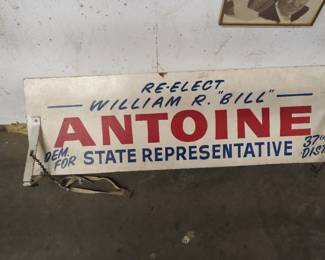 RE-ELECT
WILLIAM R. "BILL"
ANTOINE
DEM. FOR STATE REPRESENTATIVE 37TH DIST.